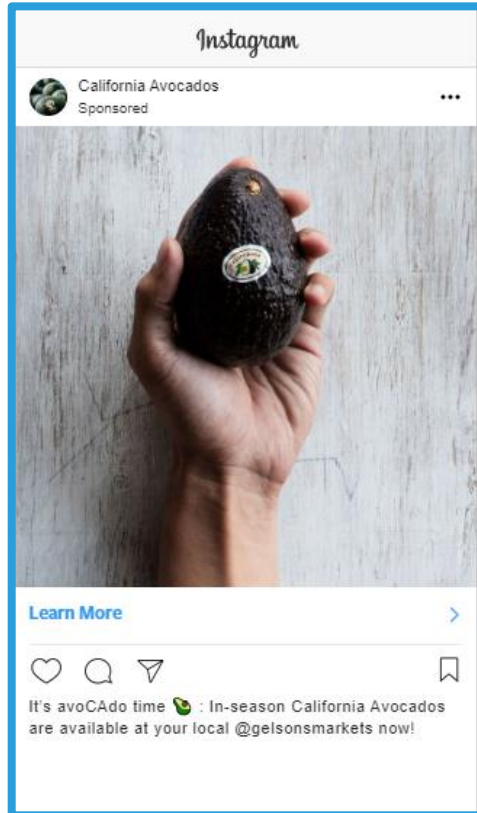 Instagram
California Avocados
Sponsored
Learn More
It's avoCAdo time 🥑 : In-season California Avocados
are available at your local @gelsonsmarkets now!